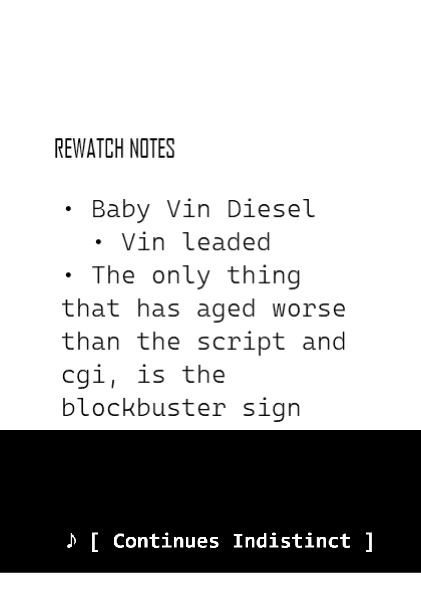 REWATCH NOTES
• Baby Vin Diesel
• Vin leaded
• The only thing
that has aged worse
than the script and
cgi, is the
blockbuster sign
♪ [ Continues Indistinct ]